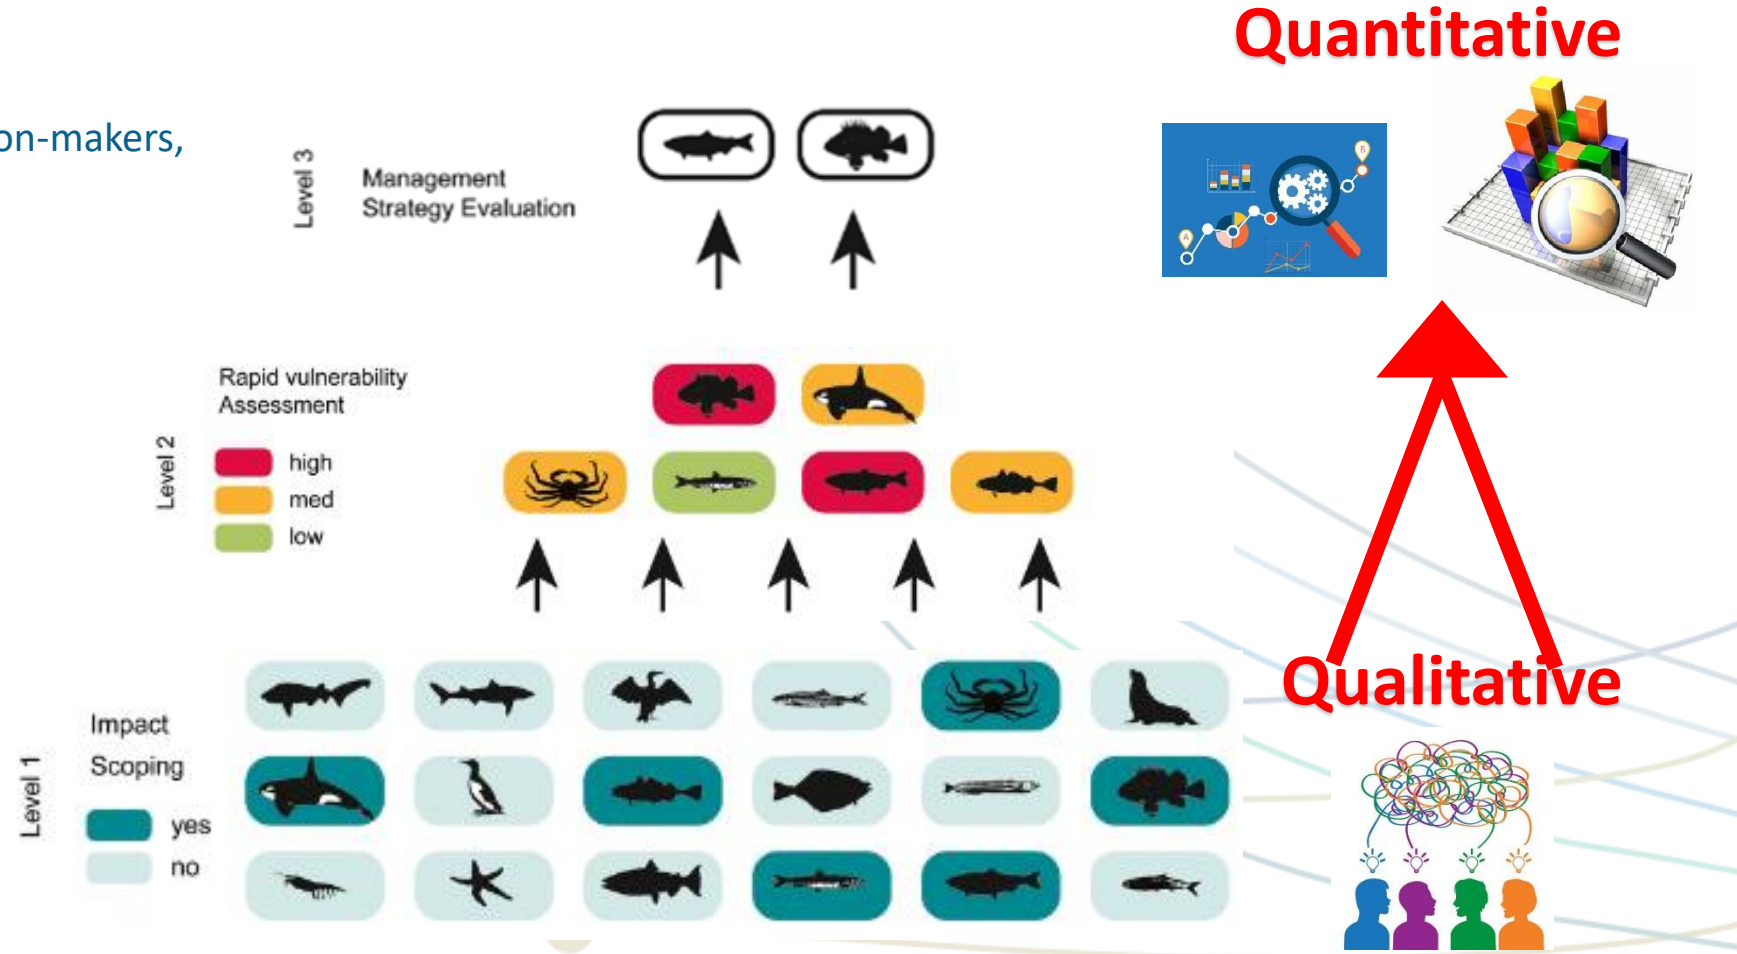 Quantitative
on-makers,
Level 3
Management
Strategy Evaluation
B
A
Rapid vulnerability
Assessment
Level 2
high
med
low
Qualitative
Impact
Scoping
Level 1
yes
no